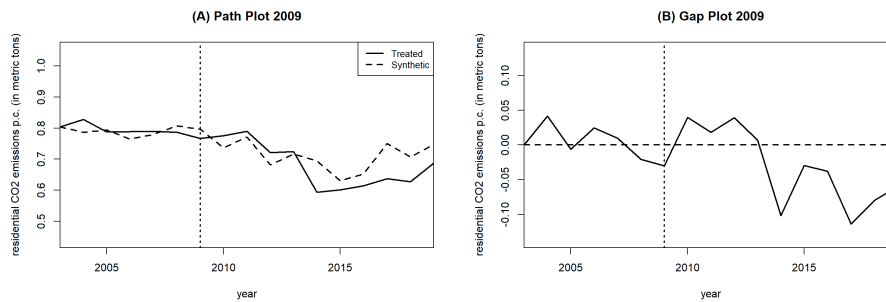 (A) Path Plot 2009
residential CO2 emissions p.c. (in metric tons)
1.0
0.9
0.8
0.7
0.6
0.5
Treated
Synthetic
2005
2010
2015
year
(B) Gap Plot 2009
residential CO2 emissions p.c. (in metric tons)
0.10
0.05
0.00
-0.05
-0.10
2005
2010
2015
year